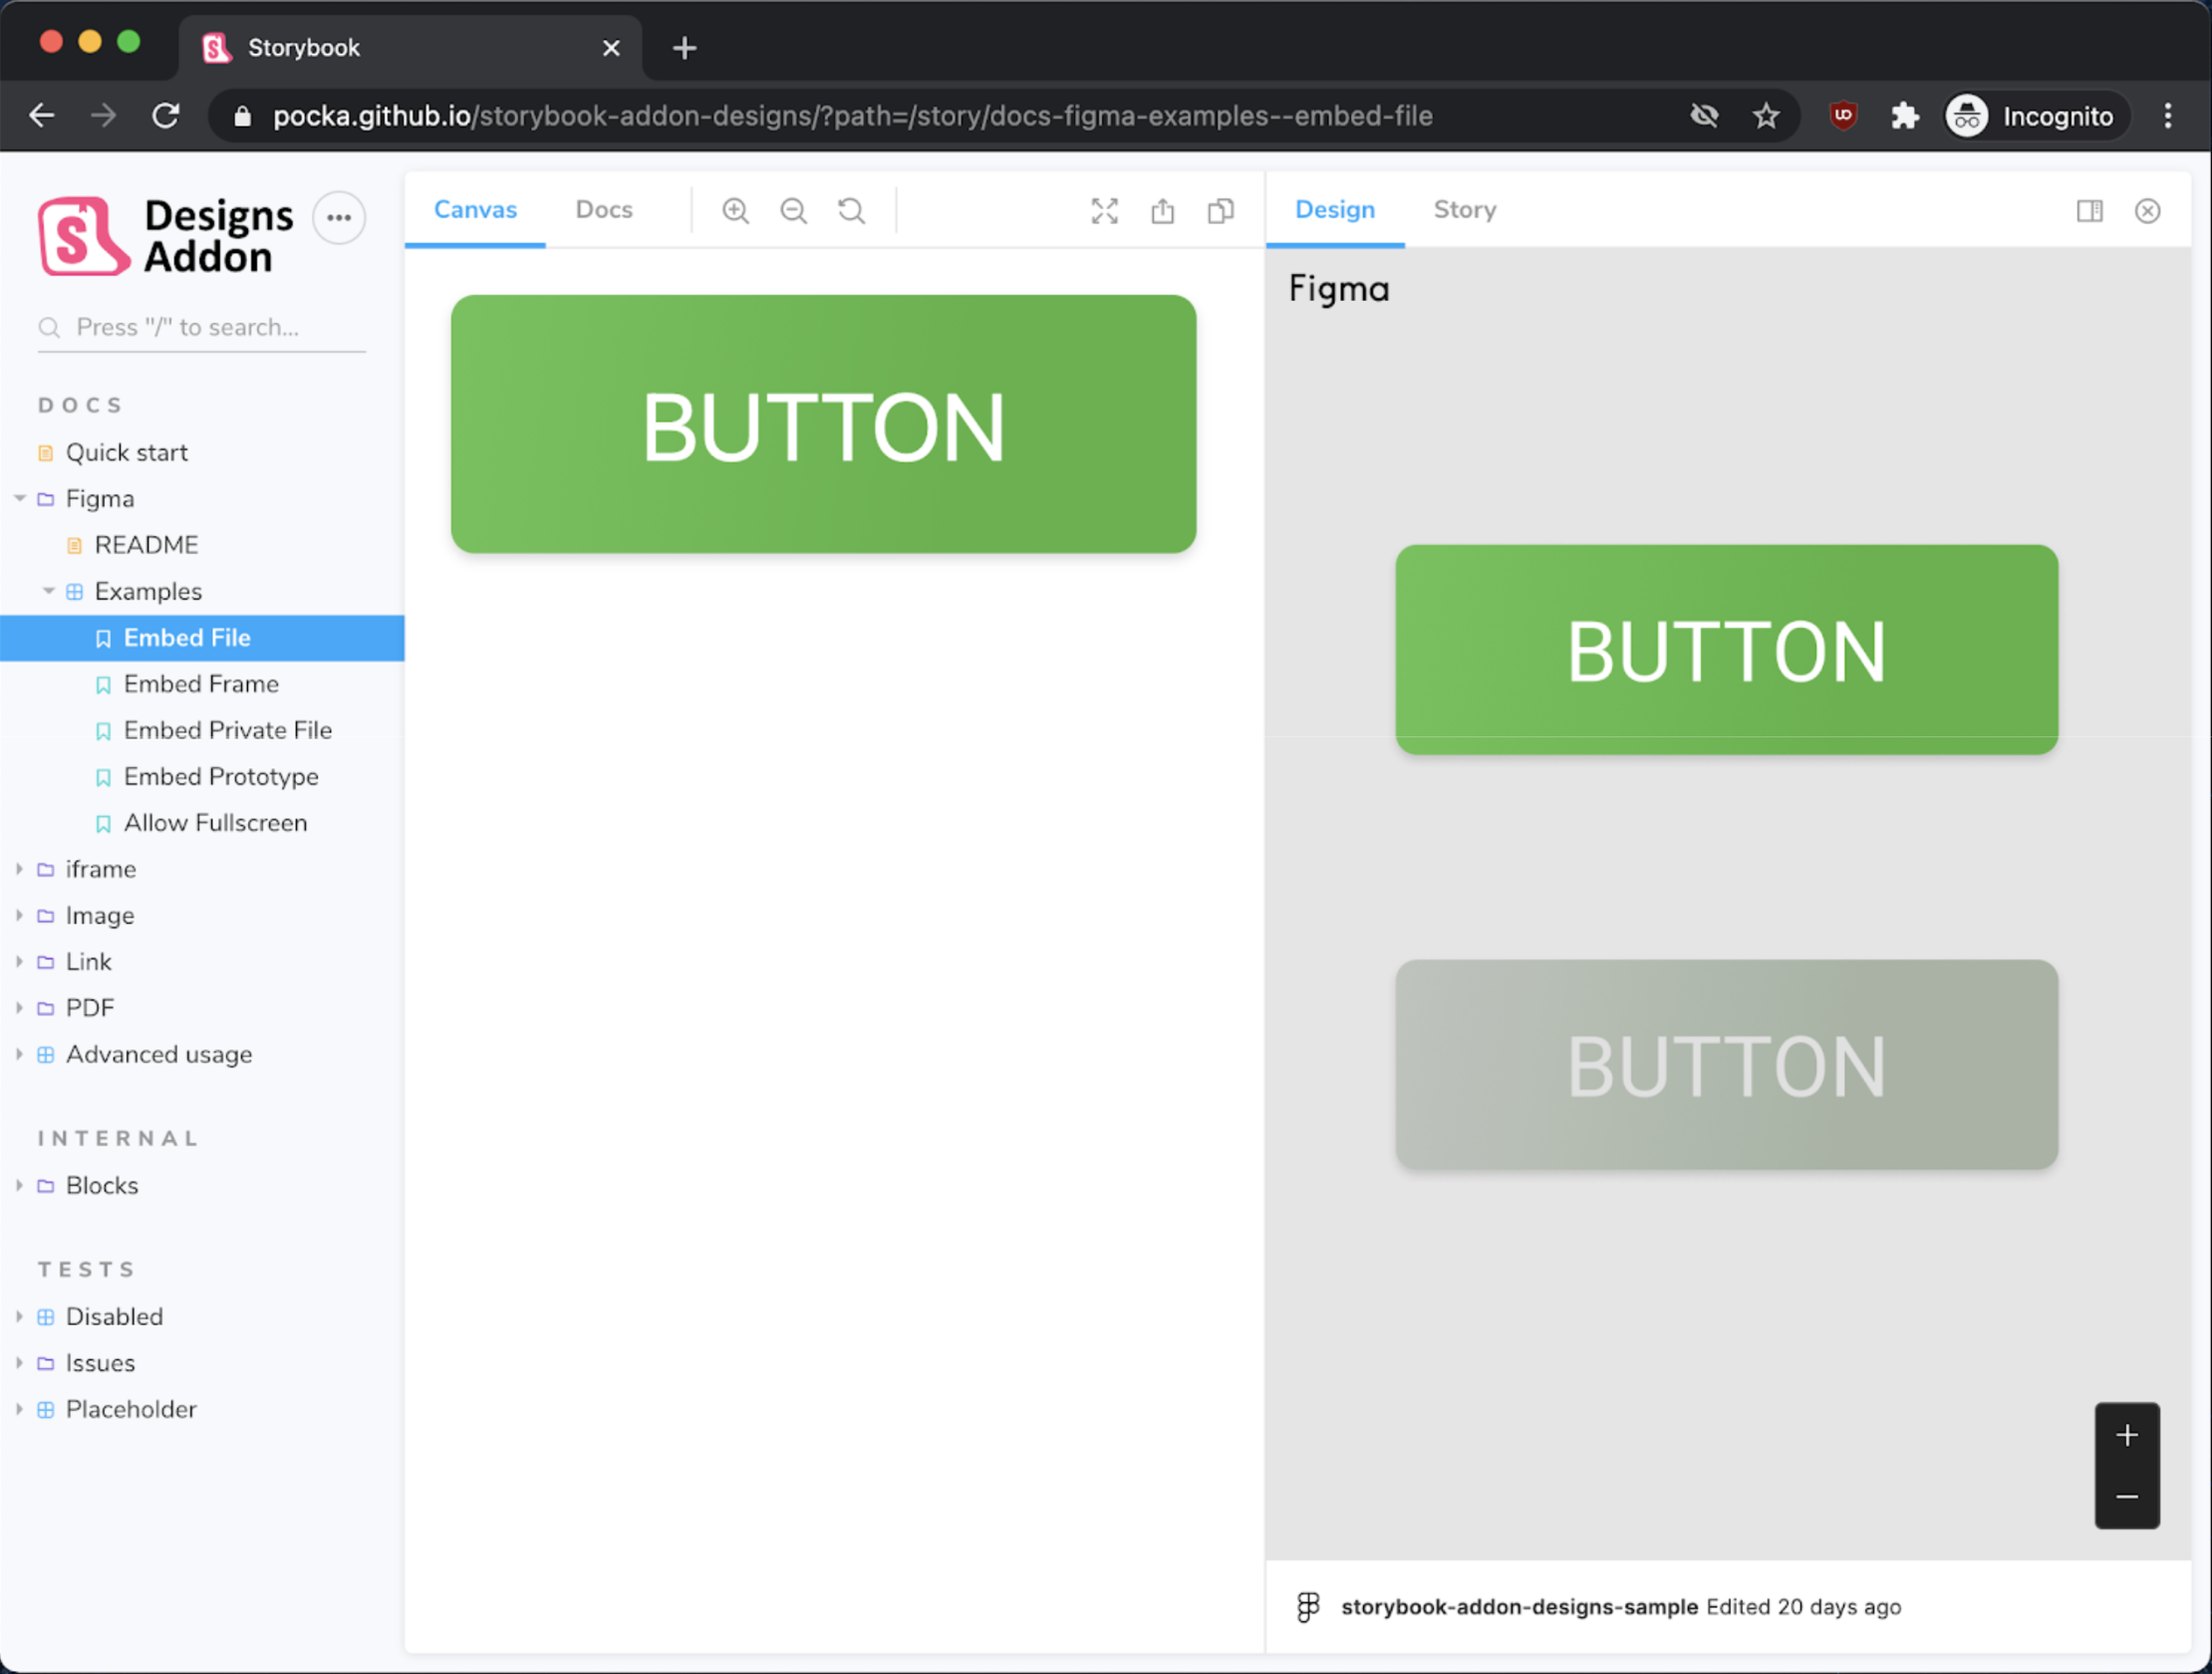 Storybook
pocka.github.io/storybook-addon-designs/?path=/story/docs-figma-examples--embed-file
Incognito
Designs
Addon
Press "/" to search...
DOCS
Quick start
Figma
README
Examples
Embed File
Embed Frame
Embed Private File
Embed Prototype
Allow Fullscreen
iframe
Image
Link
PDF
Advanced usage
INTERNAL
Blocks
TESTS
Disabled
Issues
Placeholder
Canvas Docs
BUTTON
Design Story
Figma
BUTTON
BUTTON
storybook-addon-designs-sample Edited 20 days ago